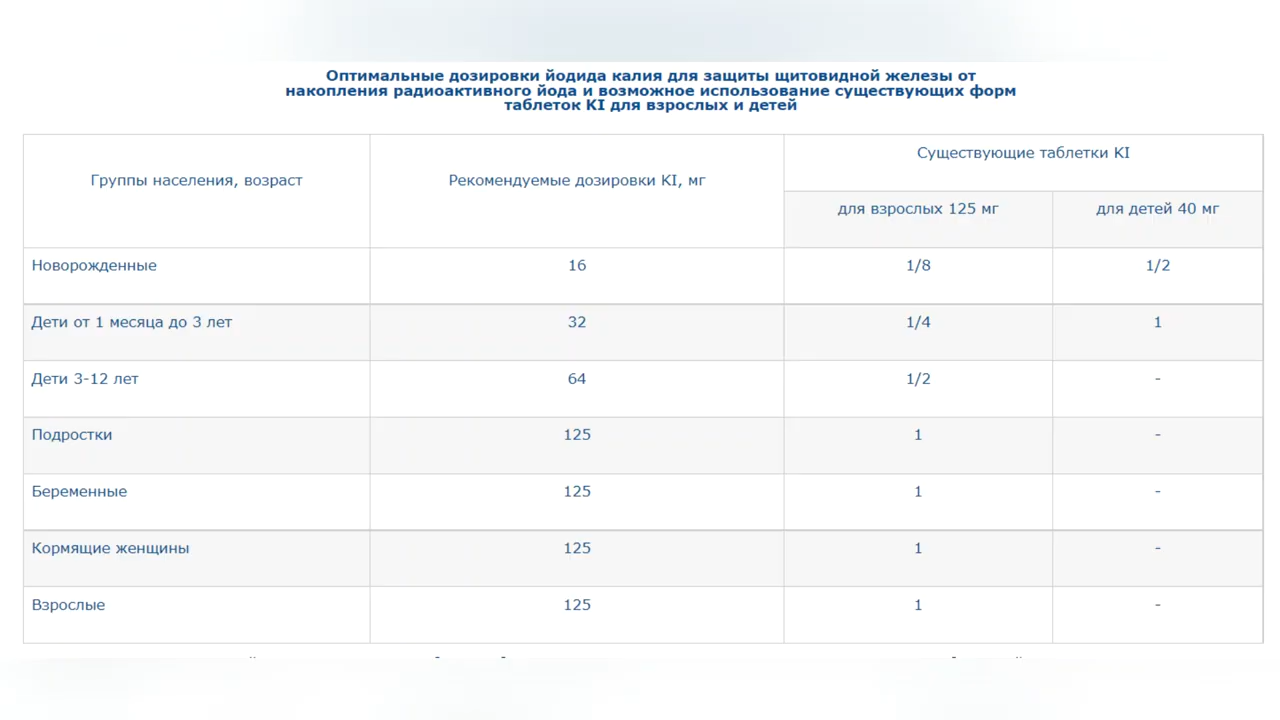 Оптимальные дозировки йодида калия для защиты щитовидной железы от
накопления радиоактивного йода и возможное использование существующих форм
таблеток KI для взрослых и детей
Группы населения, возраст
Рекомендуемые дозировки KI, мг
Существующие таблетки KI
для взрослых 125 мг
для детей 40 мг
Новорожденные 16 1/8 1/2
Дети от 1 месяца до 3 лет 32 1/4 1
Дети 3-12 лет 64 1/2 -
Подростки 125 1 -
Беременные 125 1 -
Кормящие женщины 125 1 -
Взрослые 125 1 -